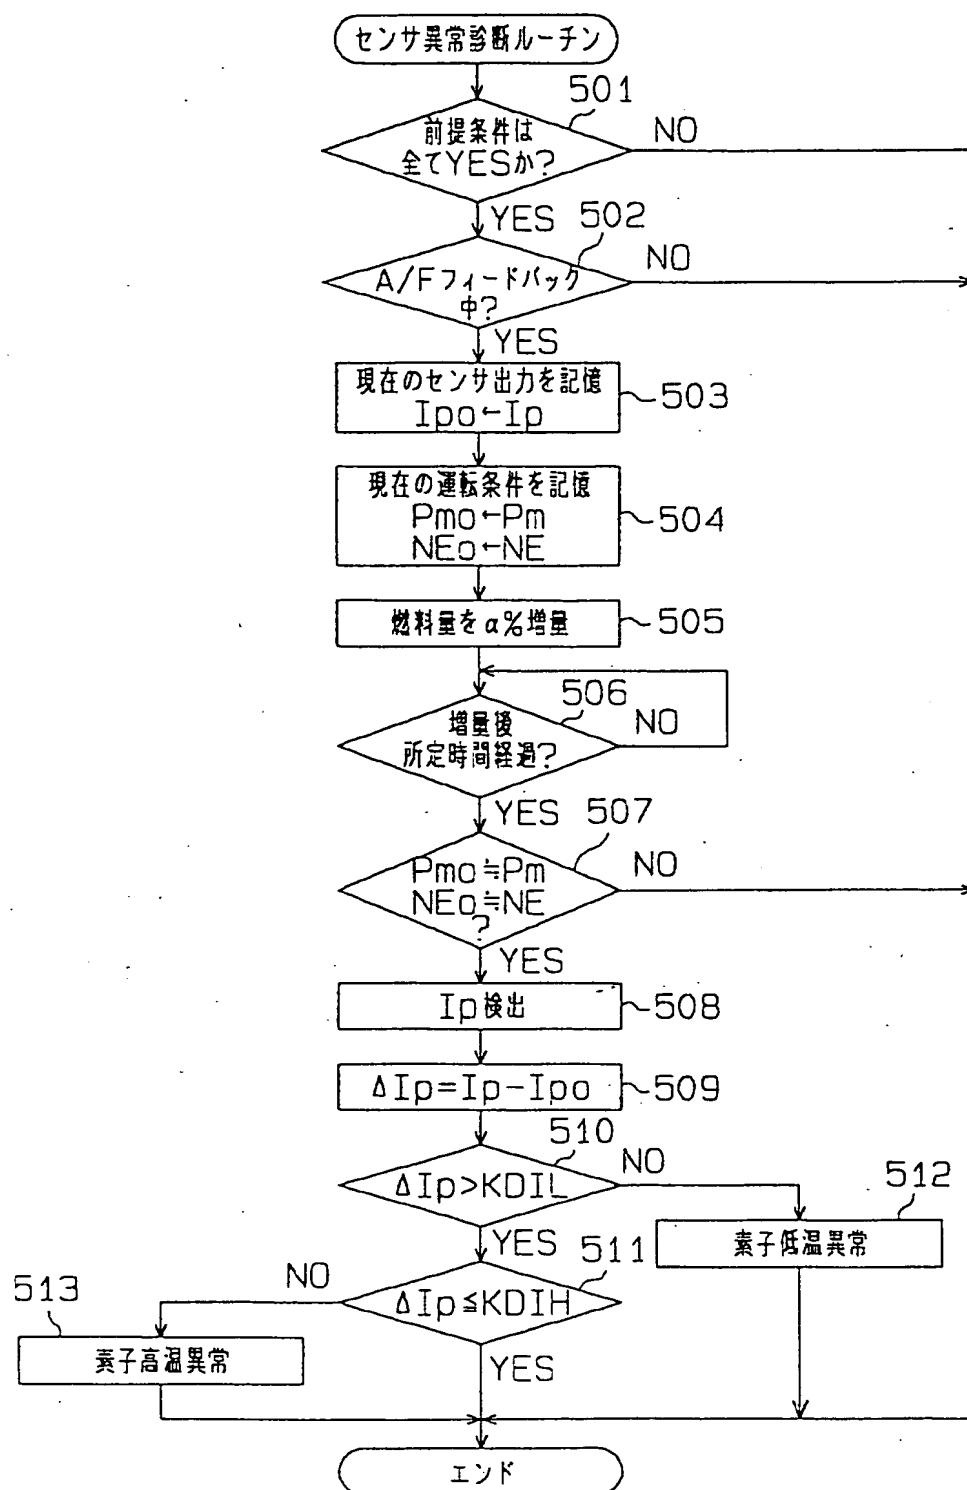 センサ異常診断ルーチン
501
前提条件は
全てYESか?
NO
YES
502
A/Fフィードバック
中?
NO
YES
現在のセンサ出力を記憶
Ipo←Ip
503
現在の運転条件を記憶
Pmo←Pm
NEo←NE
504
燃料量をα%増量
505
506
増量後
所定時間経過?
NO
YES
507
Pmo≒Pm
NEo≒NE
?
NO
YES
Ip検出
508
ΔIp=Ip-Ipo
509
510
ΔIp>KDIL
NO
512
素子低温異常
YES
511
ΔIp≦KDIH
NO
513
素子高温異常
YES
エンド